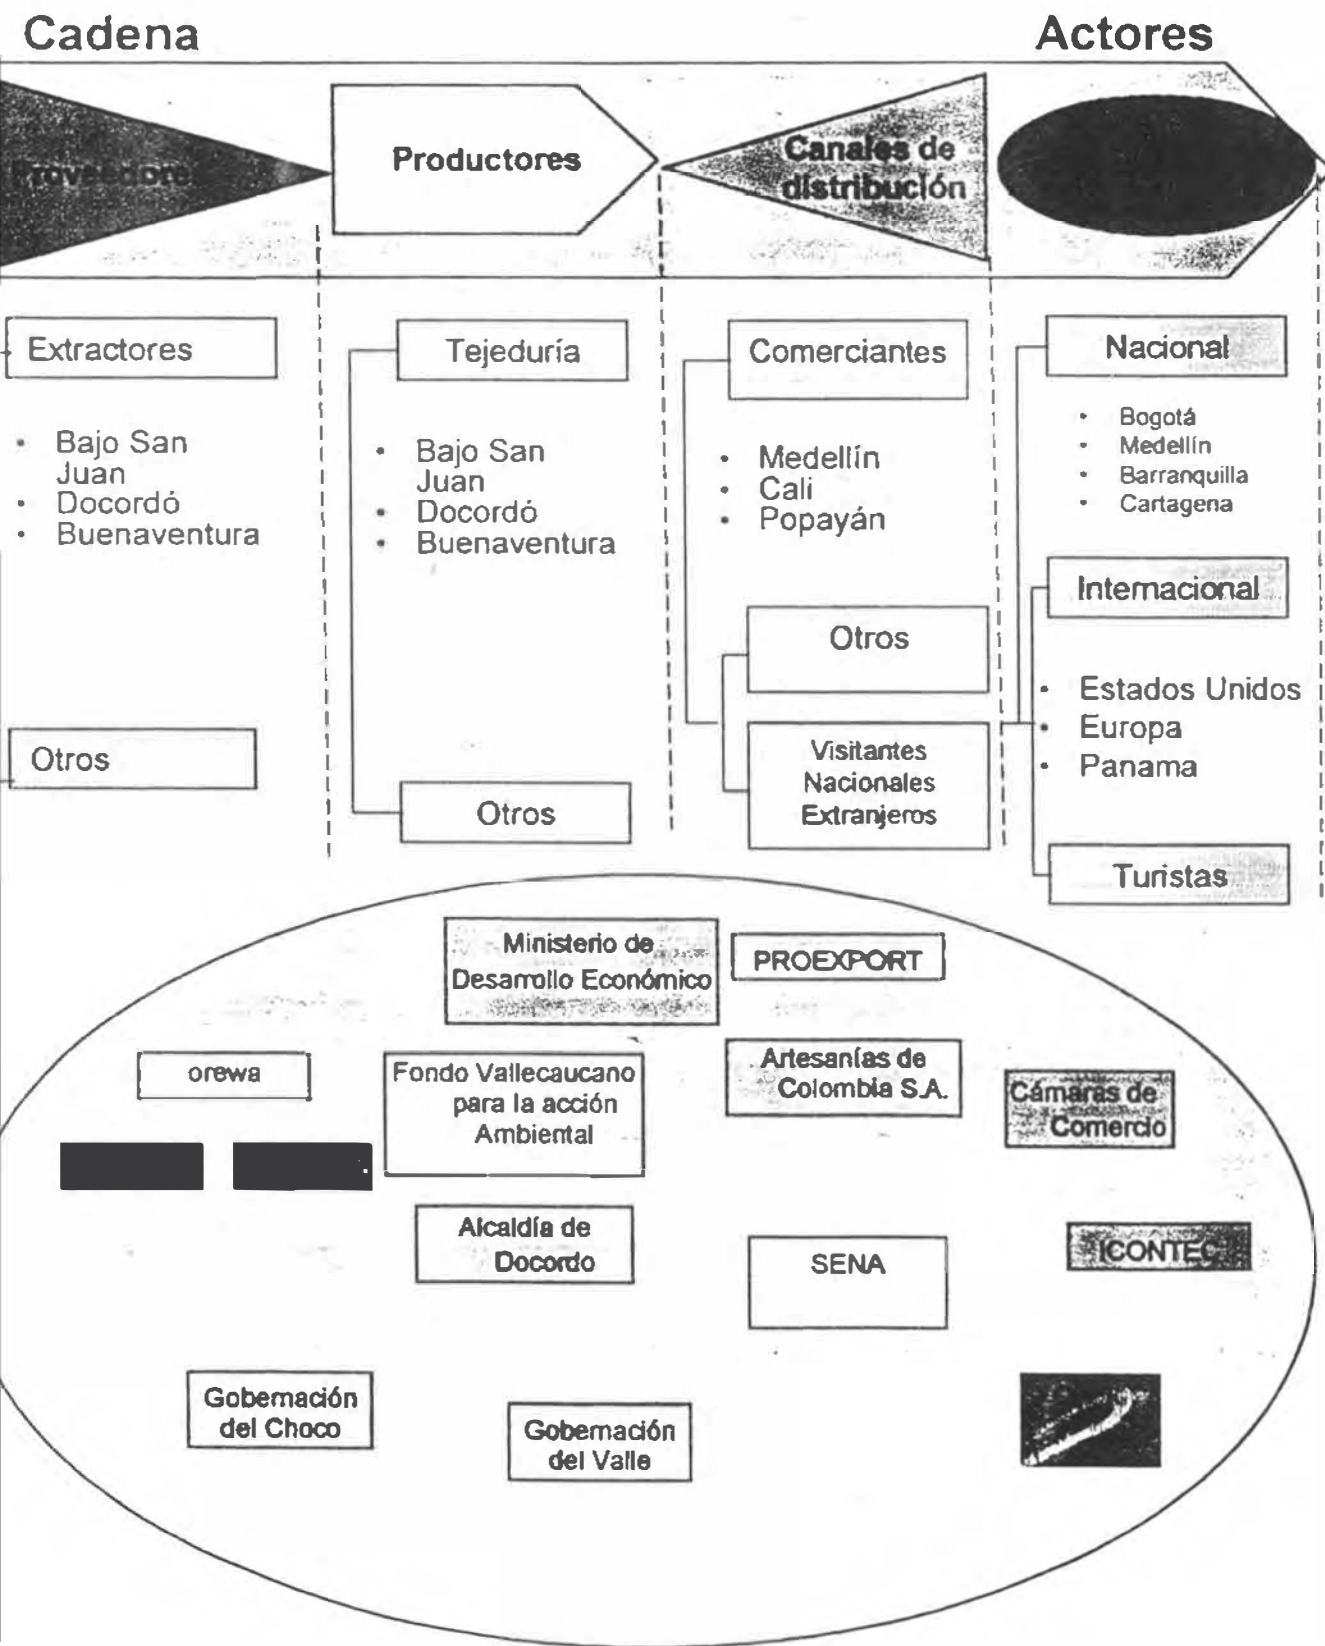 Cadena
Actores
Proveedores
Productores
Canales de
distribución
Extractores
• Bajo San
Juan
• Docordó
• Buenaventura
Otros
Tejeduría
• Bajo San
Juan
• Docordó
• Buenaventura
Otros
Comerciantes
• Medellín
• Cali
• Popayán
Otros
Visitantes
Nacionales
Extranjeros
Nacional
• Bogotá
• Medellín
• Barranquilla
• Cartagena
Internacional
• Estados Unidos
• Europa
• Panama
Turistas
Ministerio de
Desarrollo Económico
PROEXPORT
orewa
Fondo Vallecaucano
para la acción
Ambiental
Artesanías de
Colombia S.A.
Cámaras de
Comercio
Alcaldía de
Docordo
SENA
ICONTEC
Gobernación
del Choco
Gobernación
del Valle